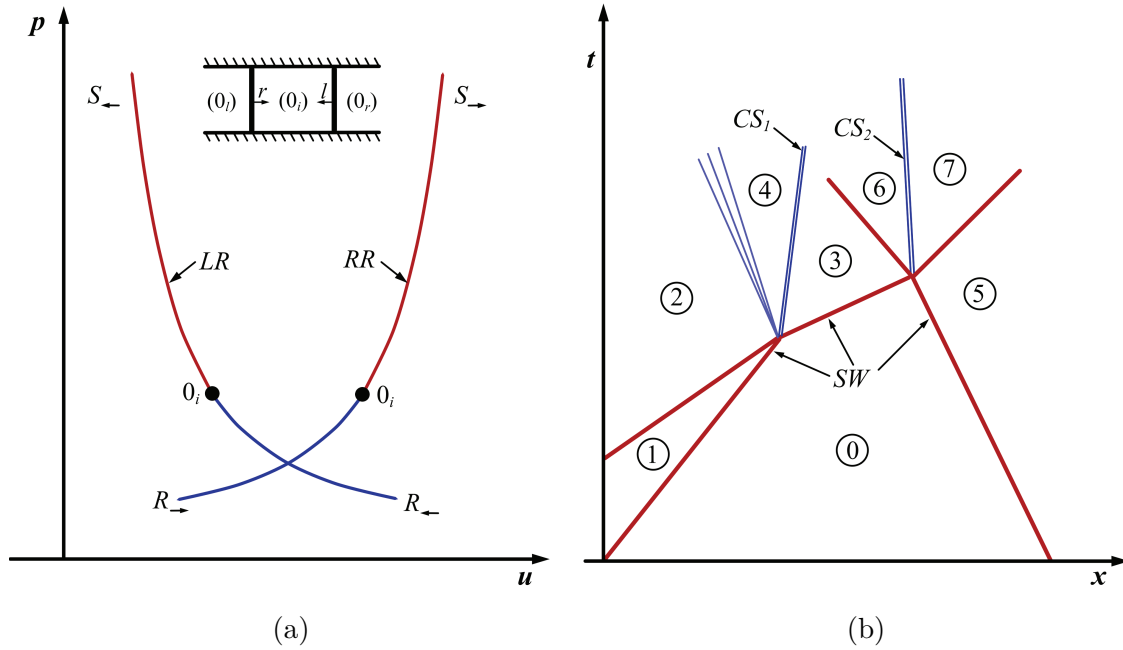 p
(0ₗ) r (0ᵢ) l (0ᵣ)
S←
S→
LR
RR
0ᵢ
0ᵢ
R→
R←
u
(a)
t
CS₁
CS₂
④
⑥
⑦
③
②
⑤
SW
①
⓪
x
(b)